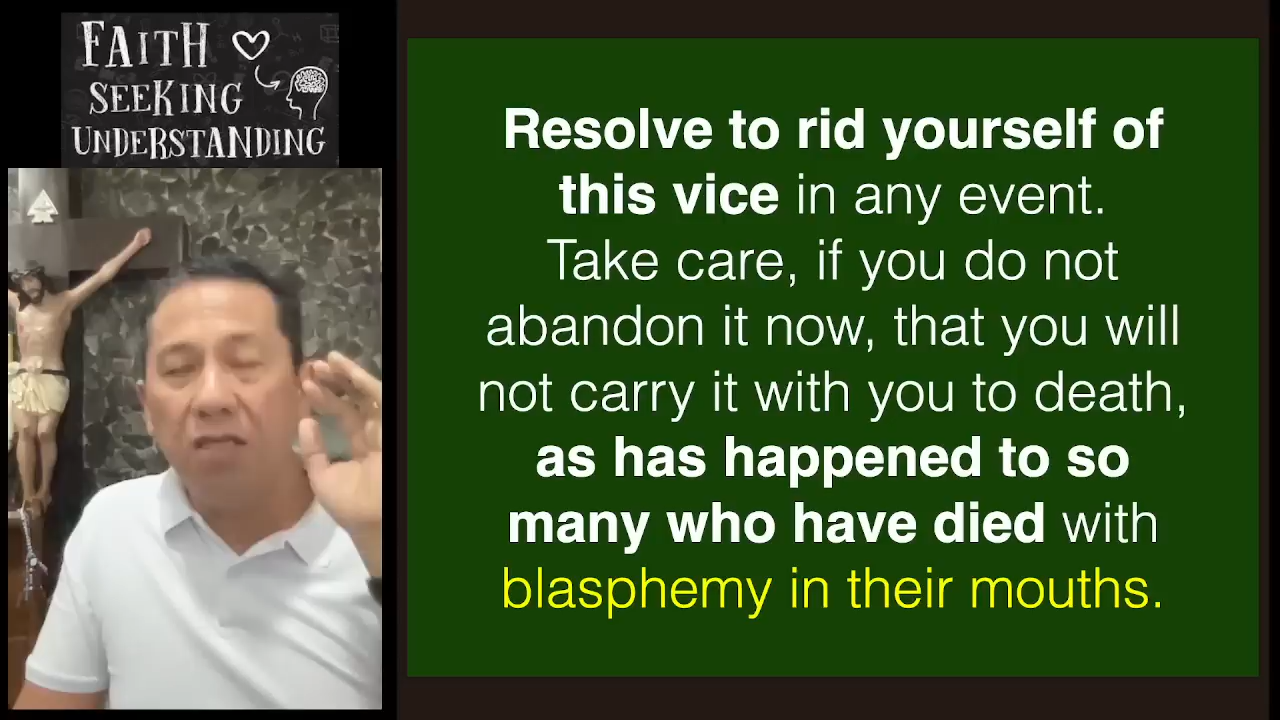 FAITH
SEEKING
UNDERSTANDING
Resolve to rid yourself of
this vice in any event.
Take care, if you do not
abandon it now, that you will
not carry it with you to death,
as has happened to so
many who have died with
blasphemy in their mouths.